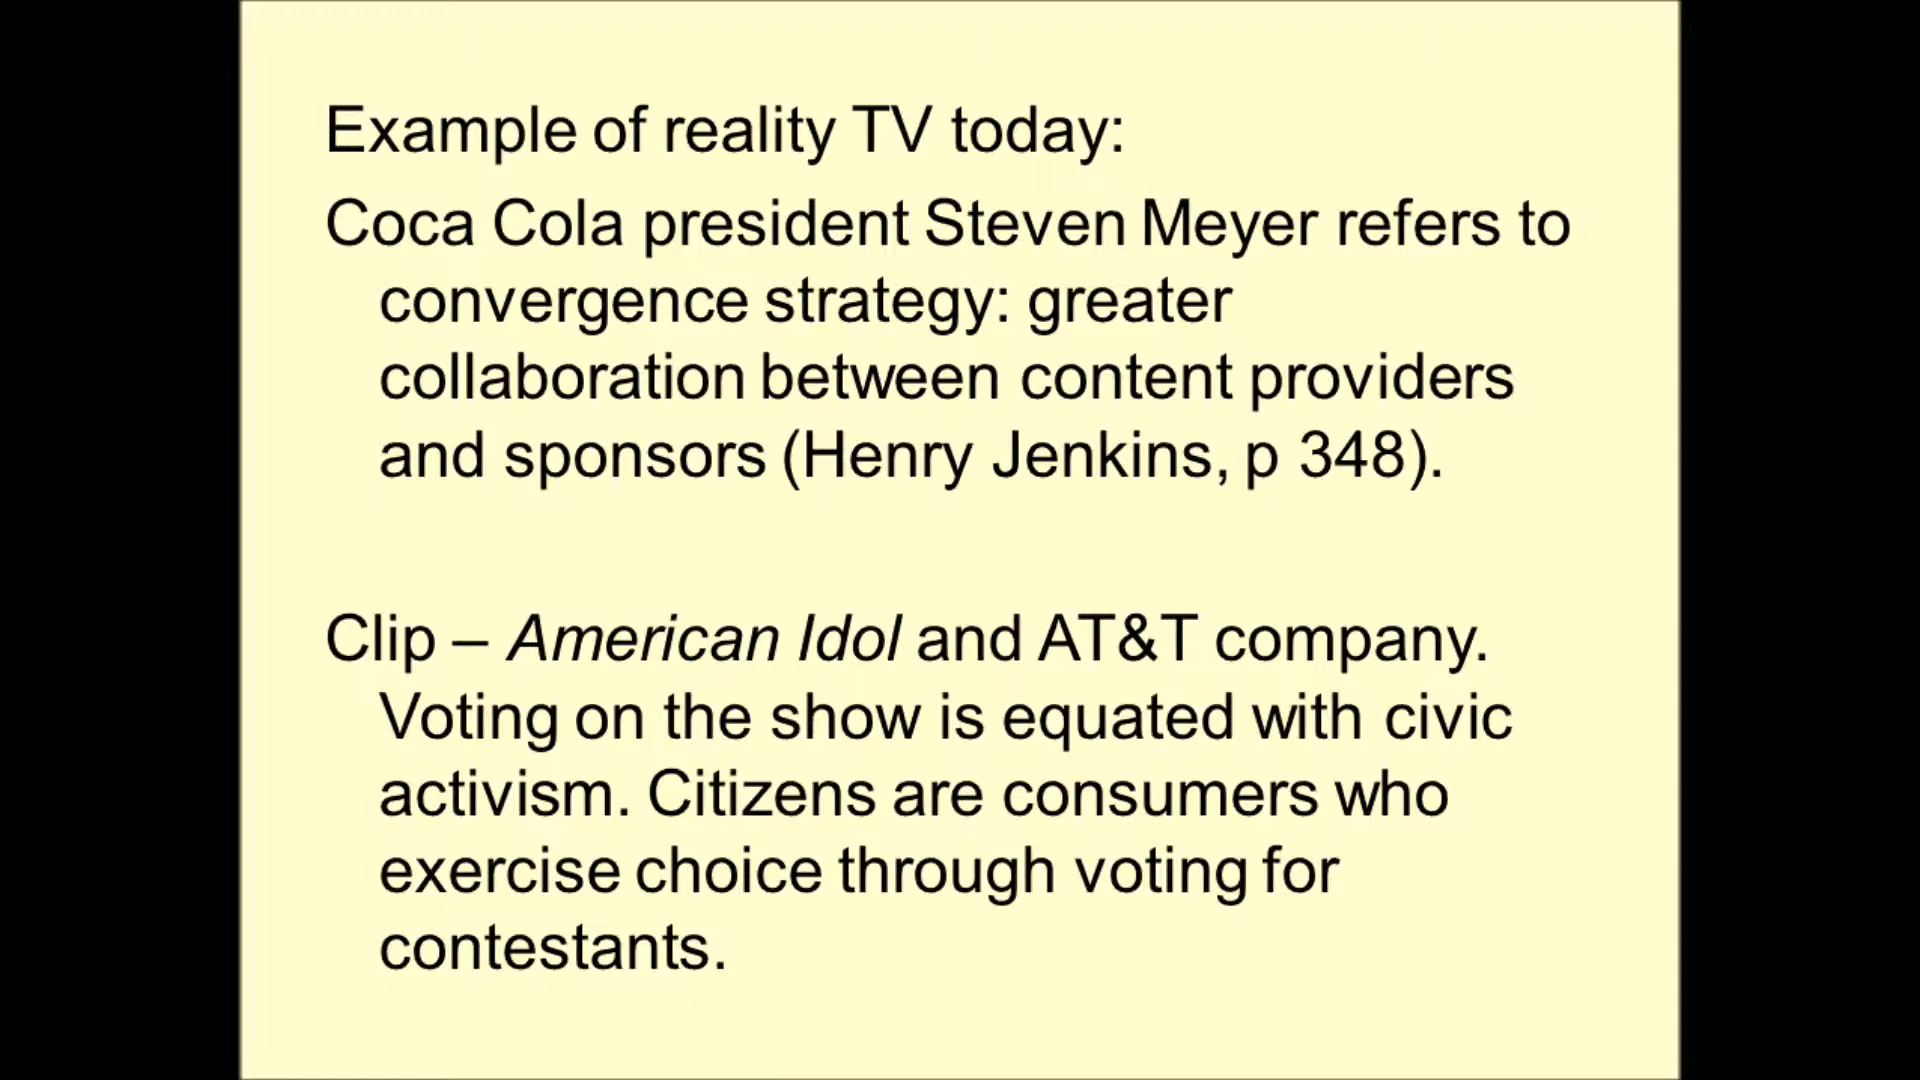 Example of reality TV today:
Coca Cola president Steven Meyer refers to
convergence strategy: greater
collaboration between content providers
and sponsors (Henry Jenkins, p 348).
Clip – American Idol and AT&T company.
Voting on the show is equated with civic
activism. Citizens are consumers who
exercise choice through voting for
contestants.